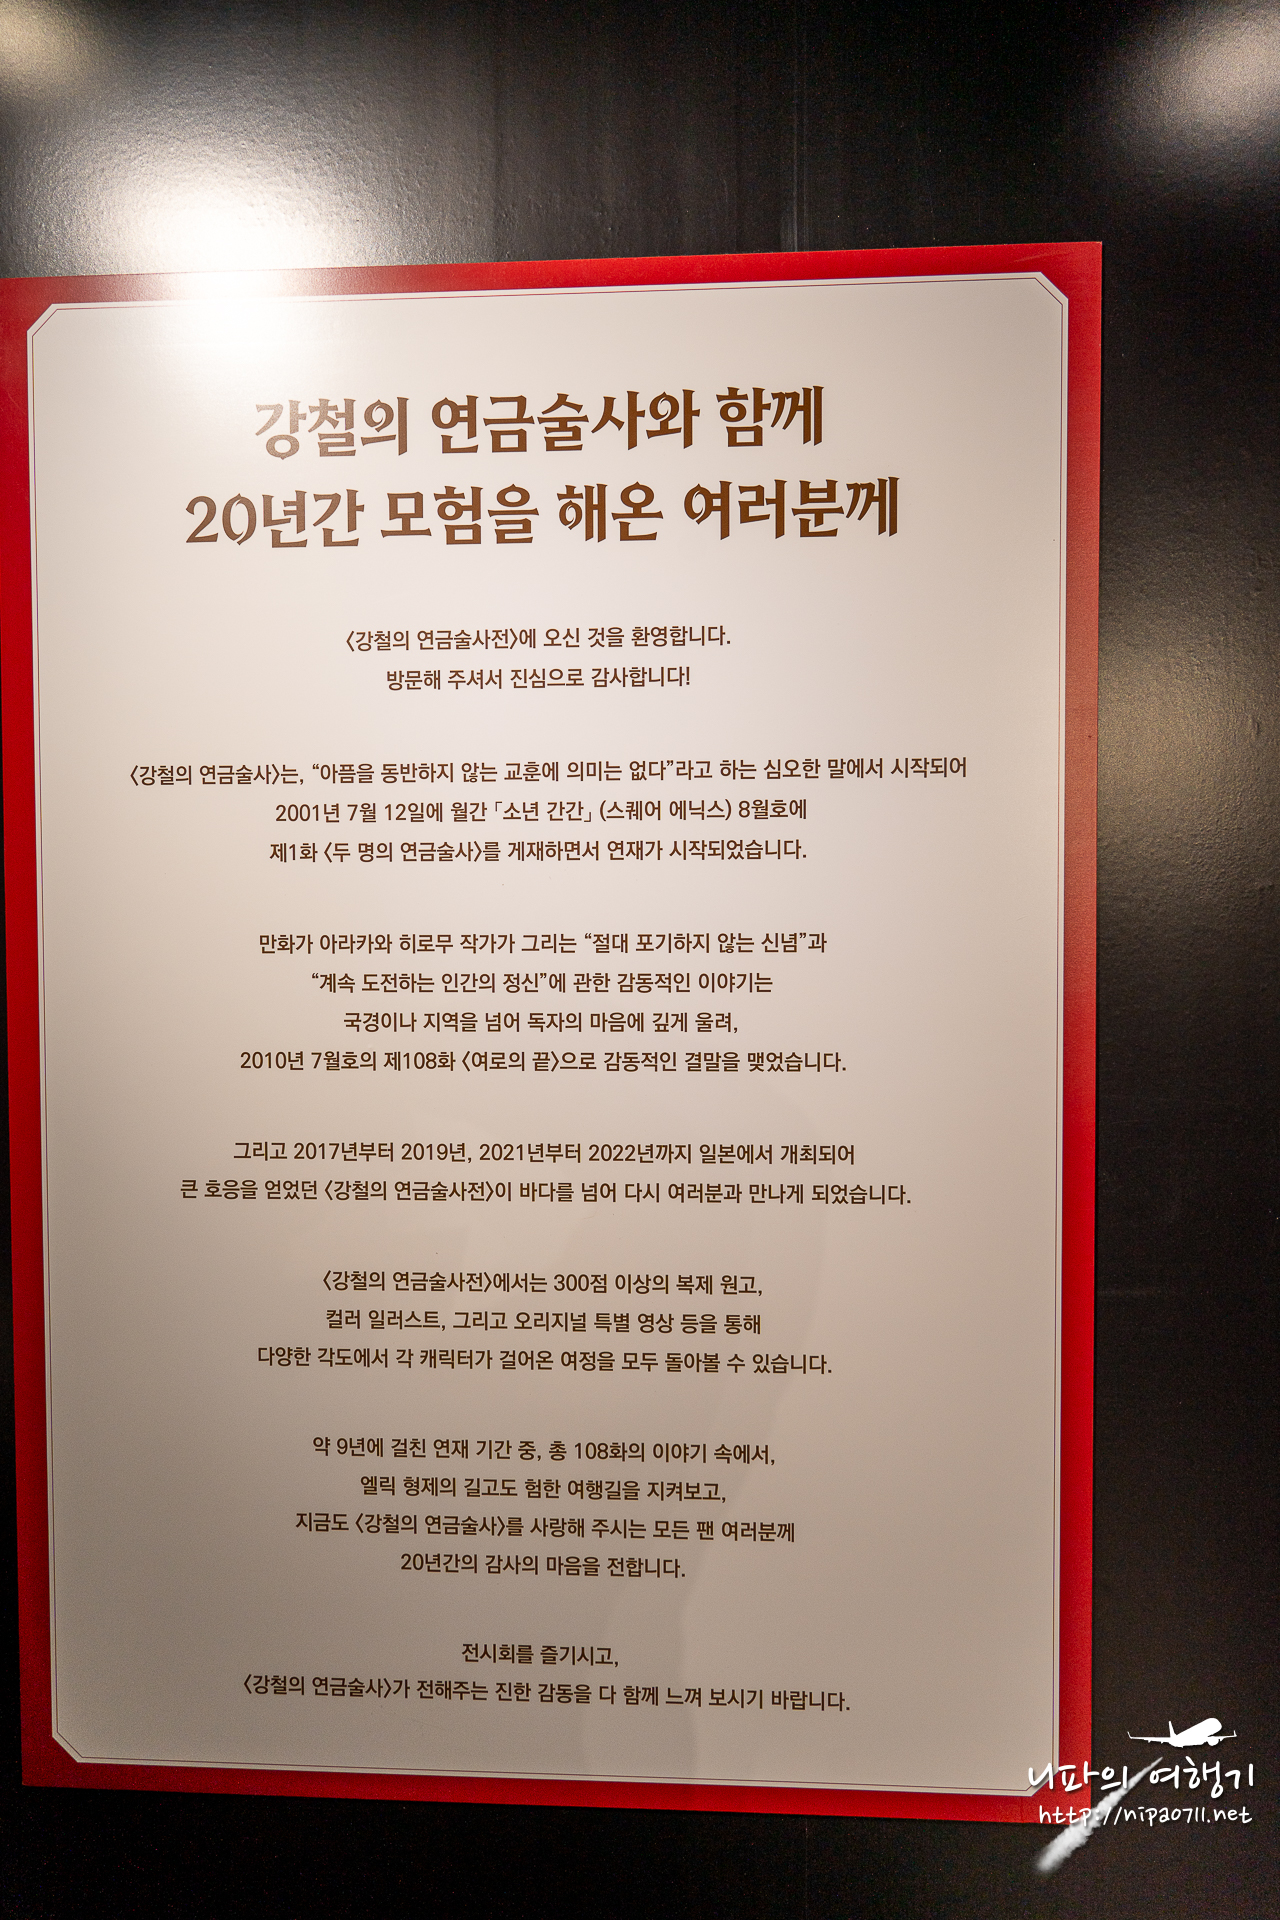 강철의 연금술사와 함께
20년간 모험을 해온 여러분께
〈강철의 연금술사전〉에 오신 것을 환영합니다.
방문해 주셔서 진심으로 감사합니다!
〈강철의 연금술사〉는, “아픔을 동반하지 않는 교훈에 의미는 없다”라고 하는 심오한 말에서 시작되어
2001년 7월 12일에 월간 「소년 간간」 (스퀘어 에닉스) 8월호에
제1화 〈두 명의 연금술사〉를 게재하면서 연재가 시작되었습니다.
만화가 아라카와 히로무 작가가 그리는 “절대 포기하지 않는 신념”과
“계속 도전하는 인간의 정신”에 관한 감동적인 이야기는
국경이나 지역을 넘어 독자의 마음에 깊게 울려,
2010년 7월호의 제108화 〈여로의 끝〉으로 감동적인 결말을 맺었습니다.
그리고 2017년부터 2019년, 2021년부터 2022년까지 일본에서 개최되어
큰 호응을 얻었던 〈강철의 연금술사전〉이 바다를 넘어 다시 여러분과 만나게 되었습니다.
〈강철의 연금술사전〉에서는 300점 이상의 복제 원고,
컬러 일러스트, 그리고 오리지널 특별 영상 등을 통해
다양한 각도에서 각 캐릭터가 걸어온 여정을 모두 돌아볼 수 있습니다.
약 9년에 걸친 연재 기간 중, 총 108화의 이야기 속에서,
엘릭 형제의 길고도 험한 여행길을 지켜보고,
지금도 〈강철의 연금술사〉를 사랑해 주시는 모든 팬 여러분께
20년간의 감사의 마음을 전합니다.
전시회를 즐기시고,
〈강철의 연금술사〉가 전해주는 진한 감동을 다 함께 느껴 보시기 바랍니다.
니파의 여행기
http://nipa0711.net